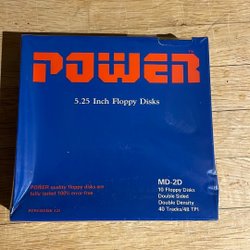 POWER
5.25 Inch Floppy Disks
MD-2D
10 Floppy Disks
Double Sided
Double Density
40 Tracks/48 TPI
POWER quality floppy disks are
fully tested 100% error free